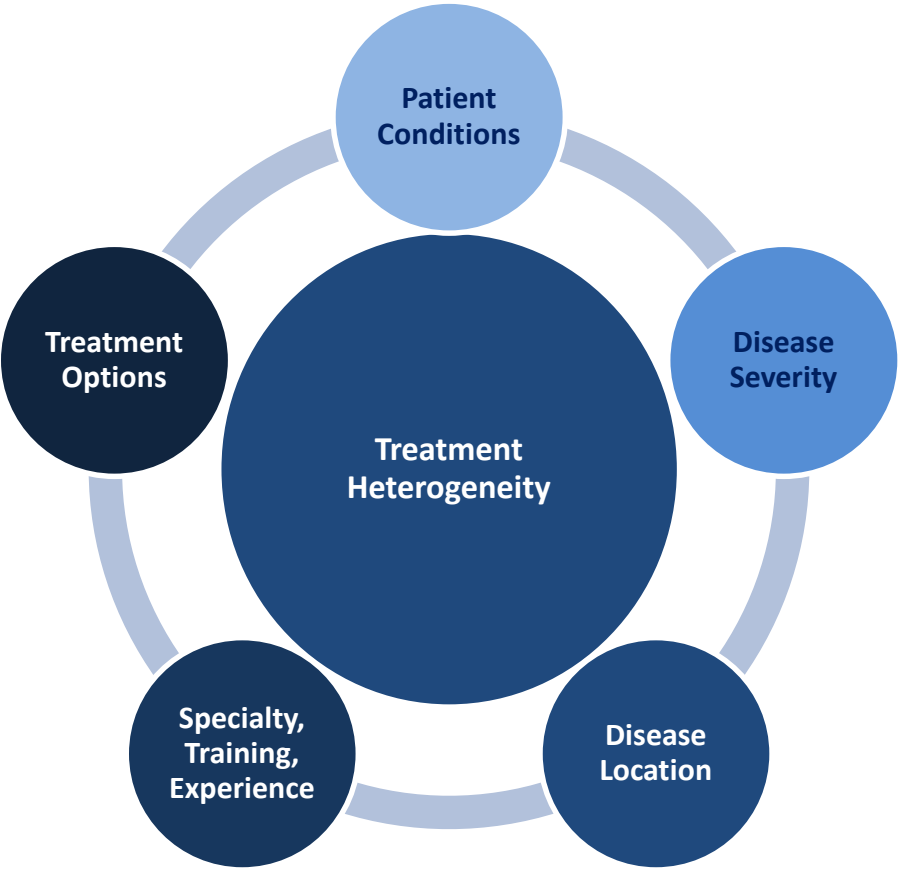 Patient
Conditions
Treatment
Options
Disease
Severity
Treatment
Heterogeneity
Specialty,
Training,
Experience
Disease
Location